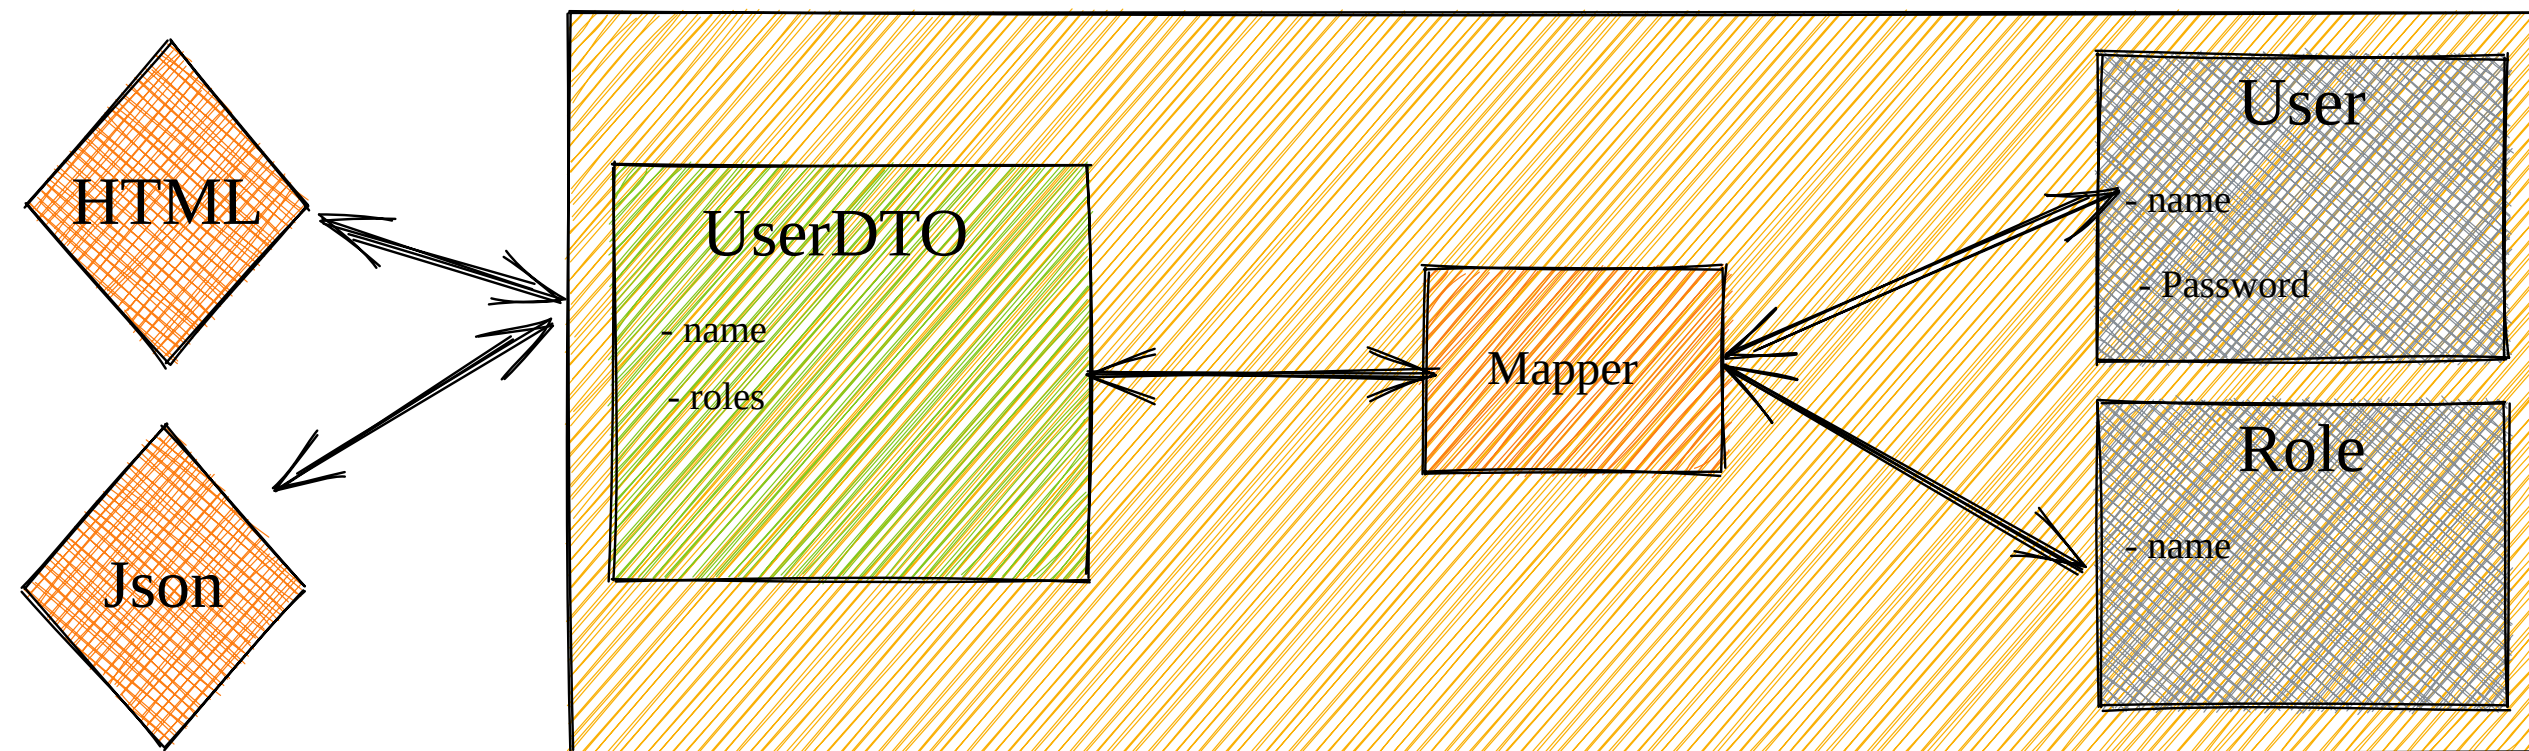 HTML
Json
UserDTO
- name
- roles
Mapper
User
- name
- Password
Role
- name